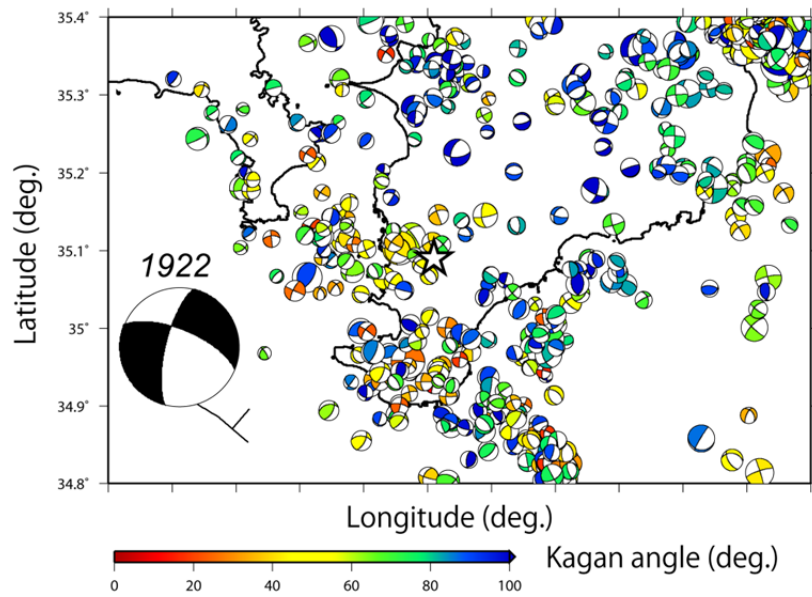 35.4°
35.3°
35.2°
35.1°
35°
34.9°
34.8°
Latitude (deg.)
1922
Longitude (deg.)
0 20 40 60 80 100
Kagan angle (deg.)